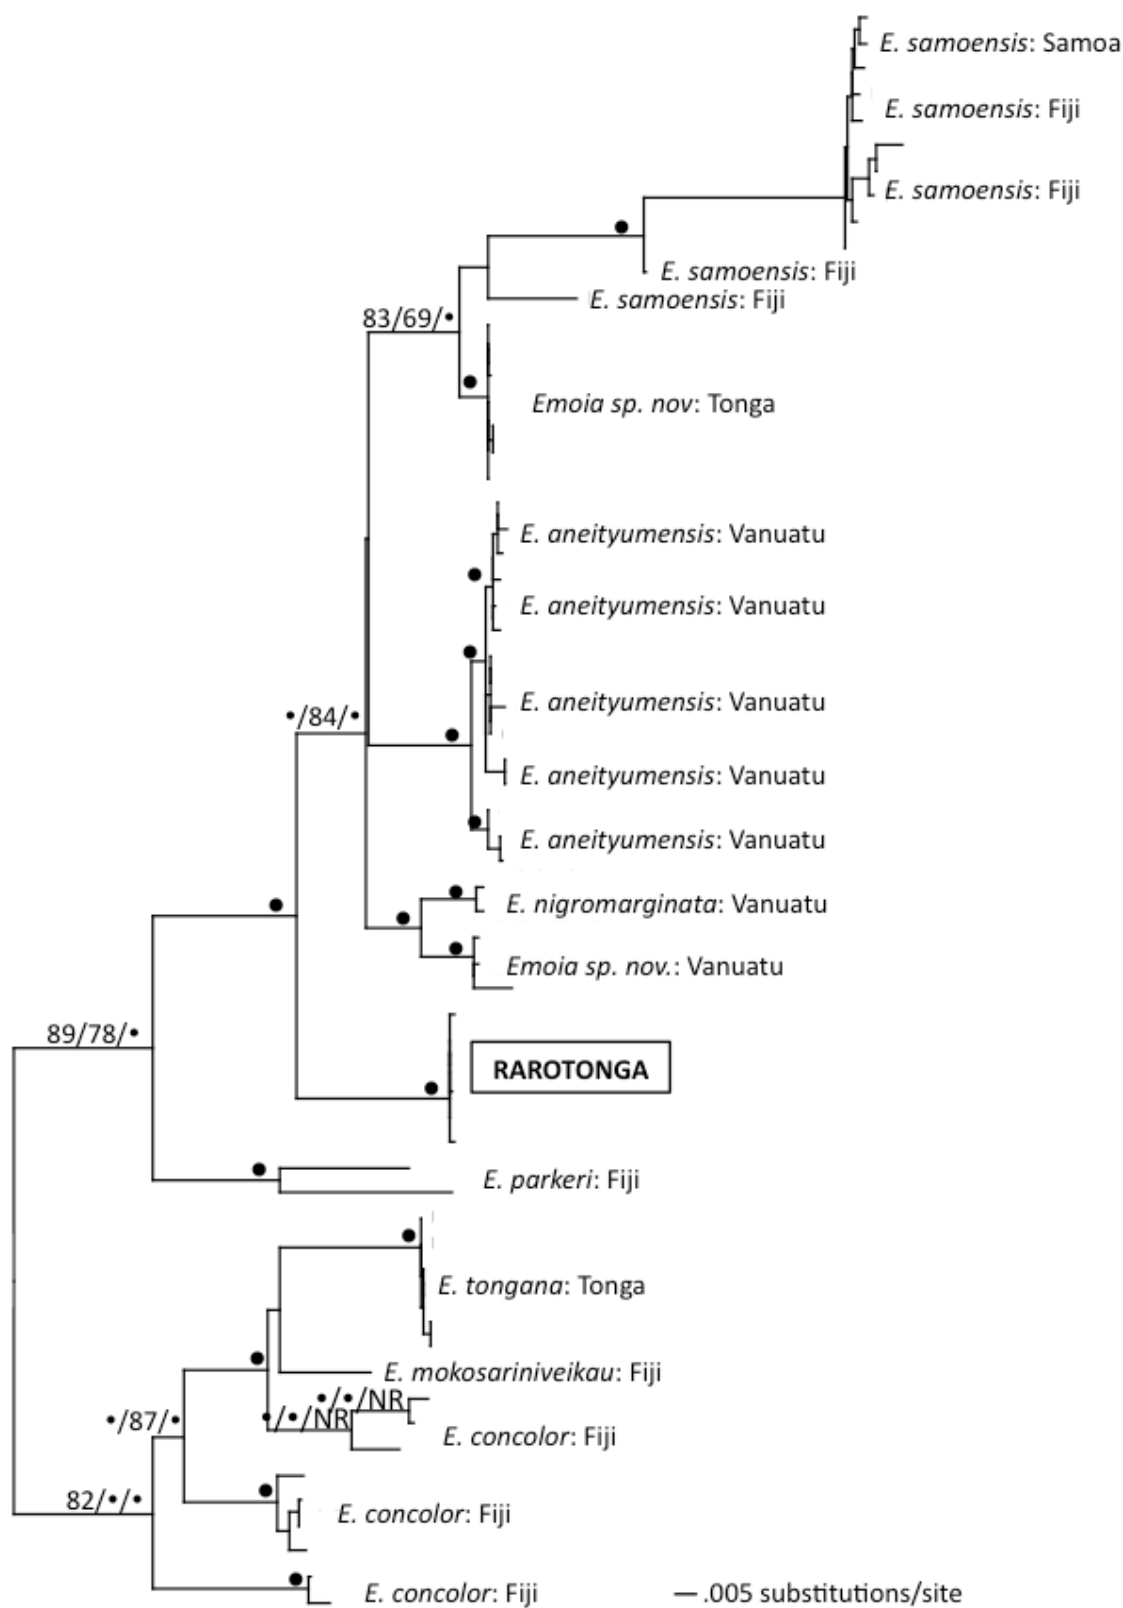 E. samoensis: Samoa
E. samoensis: Fiji
E. samoensis: Fiji
E. samoensis: Fiji
E. samoensis: Fiji
83/69/•
Emoia sp. nov: Tonga
E. aneityumensis: Vanuatu
E. aneityumensis: Vanuatu
E. aneityumensis: Vanuatu
•/84/•
E. aneityumensis: Vanuatu
E. aneityumensis: Vanuatu
E. nigromarginata: Vanuatu
Emoia sp. nov.: Vanuatu
89/78/•
RAROTONGA
E. parkeri: Fiji
E. tongana: Tonga
E. mokosariniveikau: Fiji
•/•/NR
•/•/NR
•/87/•
E. concolor: Fiji
82/•/•
E. concolor: Fiji
E. concolor: Fiji
.005 substitutions/site